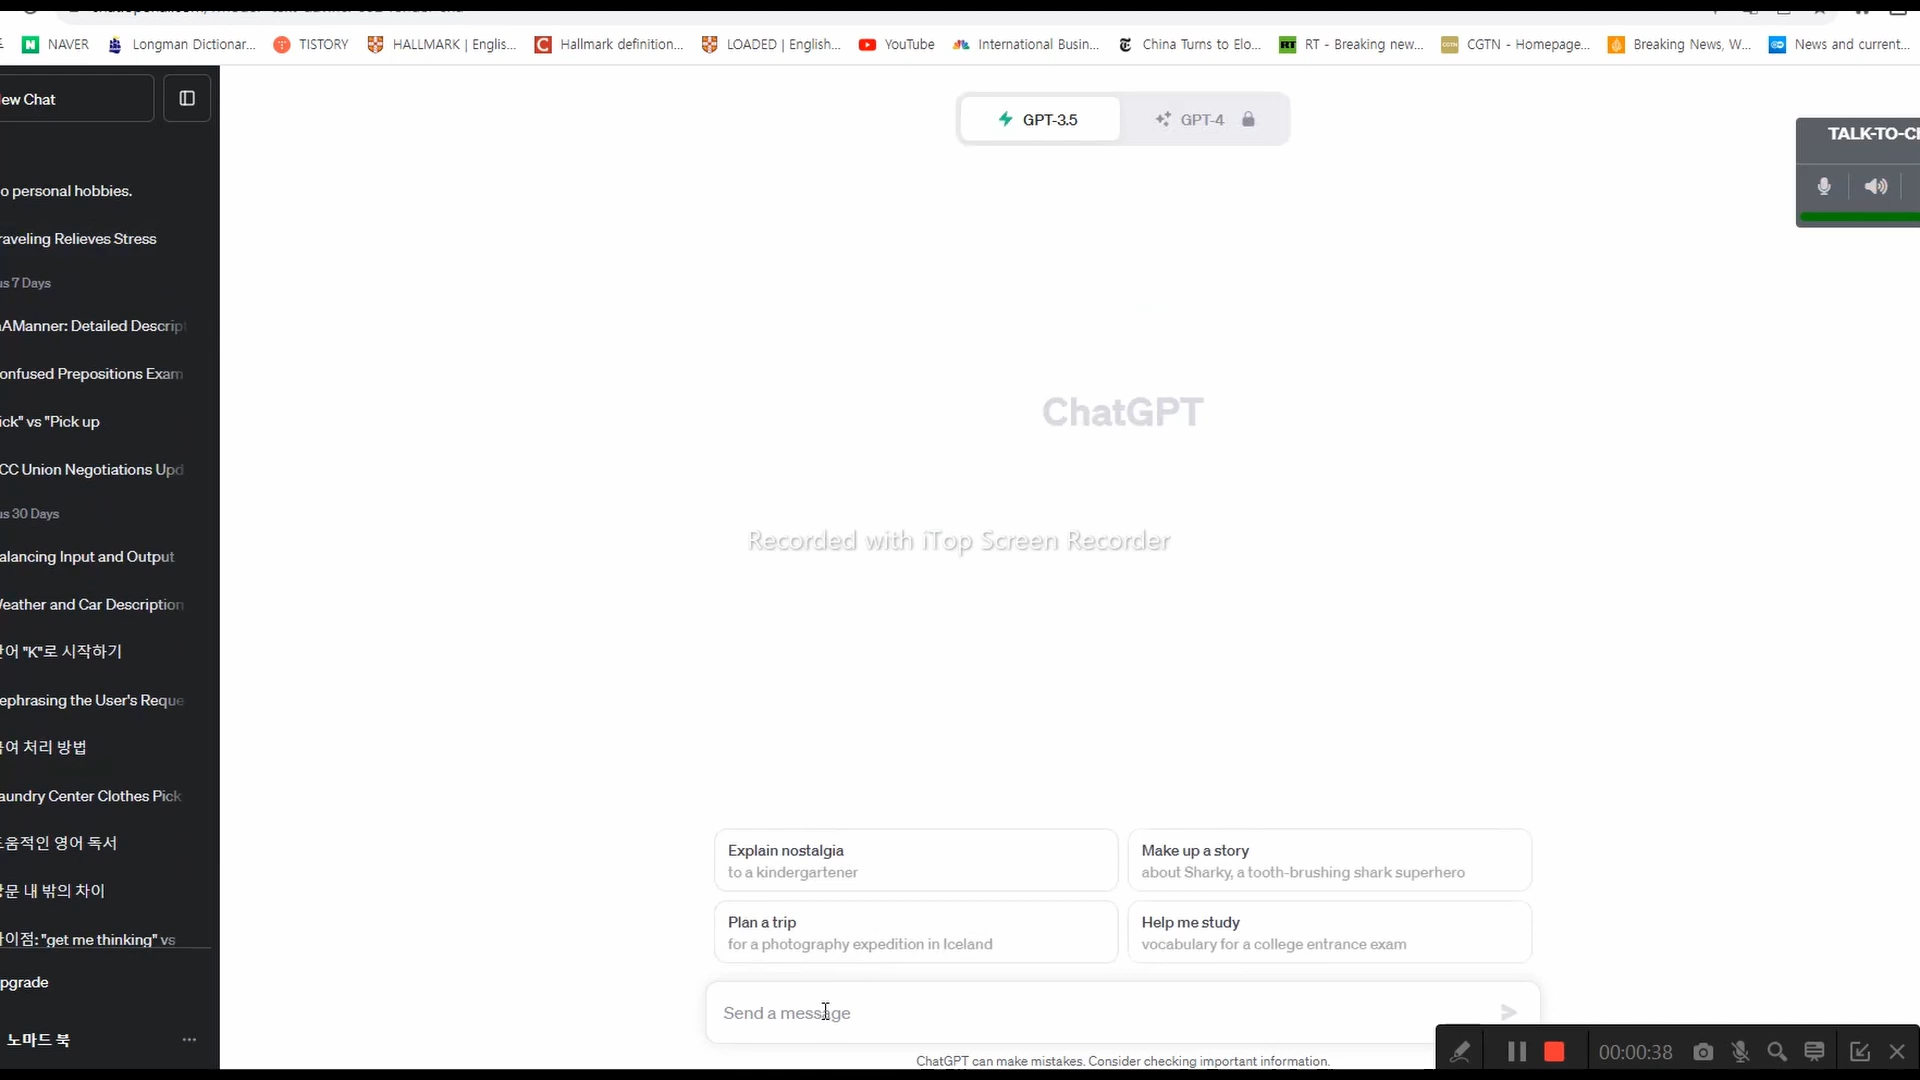 NAVER Longman Dictionar... TISTORY HALLMARK | Englis... Hallmark definition... LOADED | English... YouTube International Busin... China Turns to Elo... RT - Breaking new... CGTN - Homepage... Breaking News, W... News and current...
ew Chat
GPT-3.5 GPT-4
TALK-TO-C
o personal hobbies.
raveling Relieves Stress
us 7 Days
AManner: Detailed Descript
onfused Prepositions Exam
ick" vs "Pick up
CC Union Negotiations Upd
us 30 Days
alancing Input and Output
eather and Car Description
단어 "K"로 시작하기
ephrasing the User's Reque
여 처리 방법
aundry Center Clothes Pick
도움적인 영어 독서
문 내 밖의 차이
이점: "get me thinking" vs
pgrade
노마드 북
ChatGPT
Recorded with iTop Screen Recorder
Explain nostalgia
to a kindergartener
Make up a story
about Sharky, a tooth-brushing shark superhero
Plan a trip
for a photography expedition in Iceland
Help me study
vocabulary for a college entrance exam
Send a message
ChatGPT can make mistakes. Consider checking important information.
00:00:38